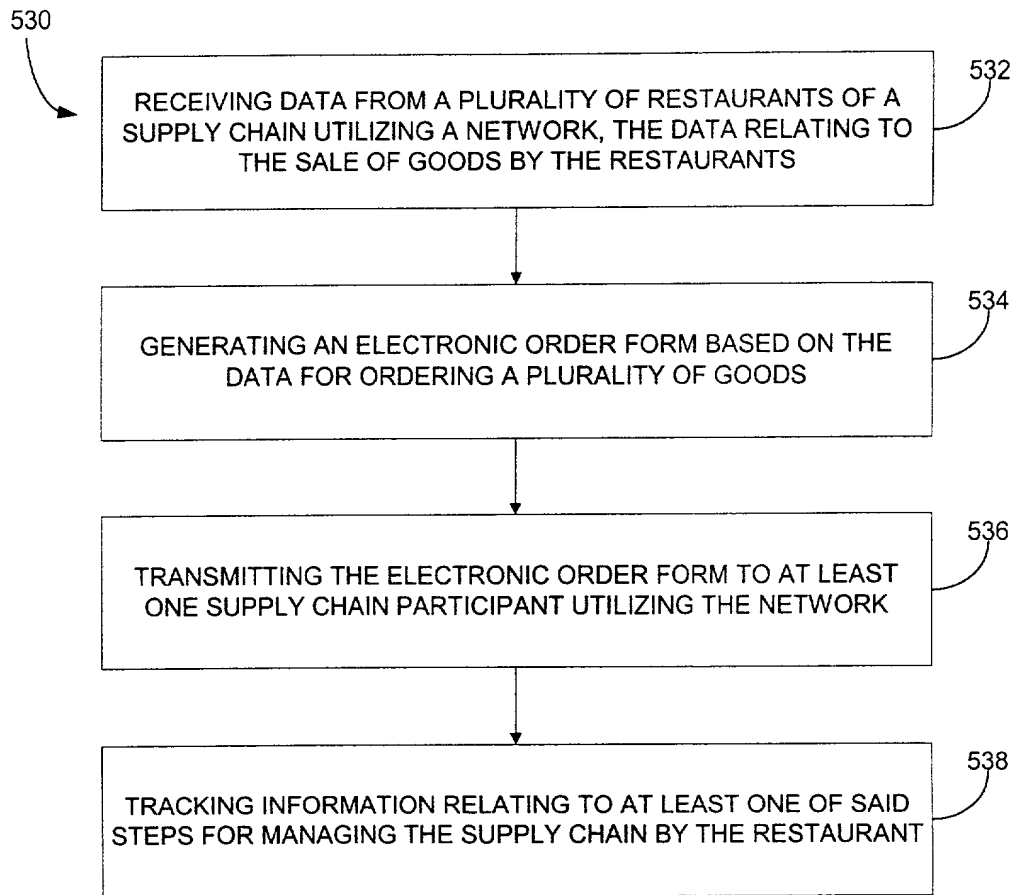 530
532
RECEIVING DATA FROM A PLURALITY OF RESTAURANTS OF A
SUPPLY CHAIN UTILIZING A NETWORK, THE DATA RELATING TO
THE SALE OF GOODS BY THE RESTAURANTS
534
GENERATING AN ELECTRONIC ORDER FORM BASED ON THE
DATA FOR ORDERING A PLURALITY OF GOODS
536
TRANSMITTING THE ELECTRONIC ORDER FORM TO AT LEAST
ONE SUPPLY CHAIN PARTICIPANT UTILIZING THE NETWORK
538
TRACKING INFORMATION RELATING TO AT LEAST ONE OF SAID
STEPS FOR MANAGING THE SUPPLY CHAIN BY THE RESTAURANT